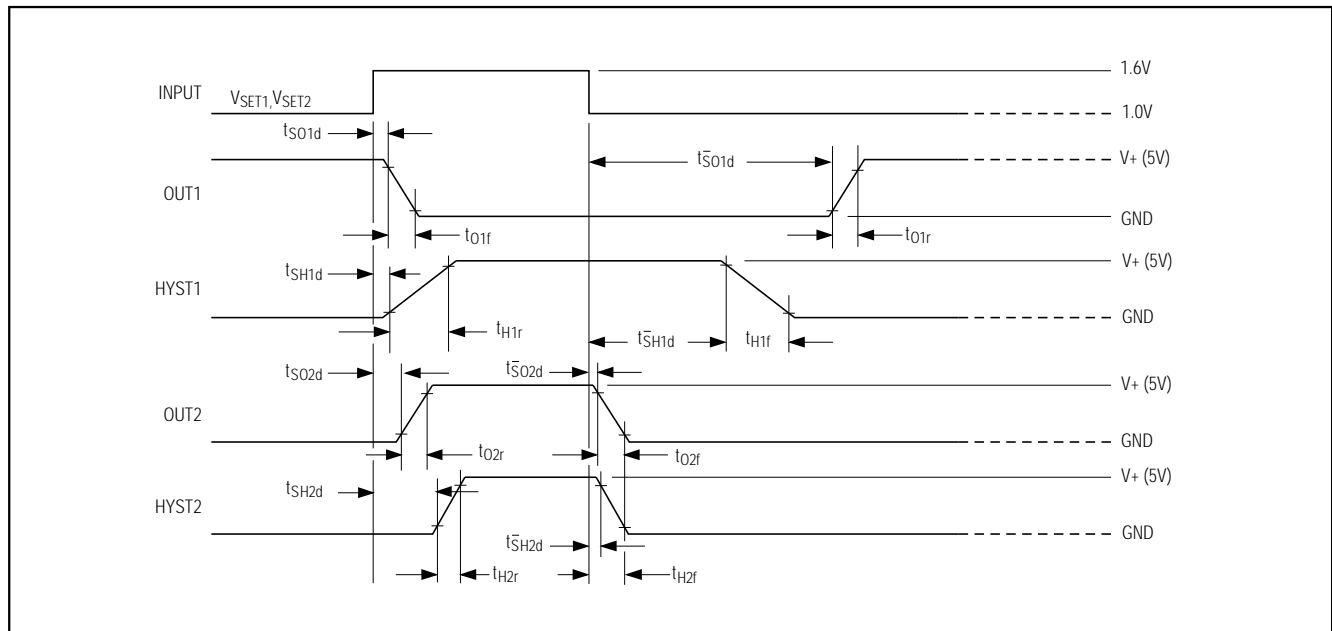 INPUT
VSET1,VSET2
1.6V
1.0V
tSO1d
tS̅O1d
V+ (5V)
OUT1
GND
tO1f
tO1r
tSH1d
V+ (5V)
HYST1
GND
tH1r
tS̅H1d
tH1f
tSO2d
tS̅O2d
V+ (5V)
OUT2
GND
tO2r
tO2f
tSH2d
V+ (5V)
HYST2
GND
tS̅H2d
tH2r
tH2f